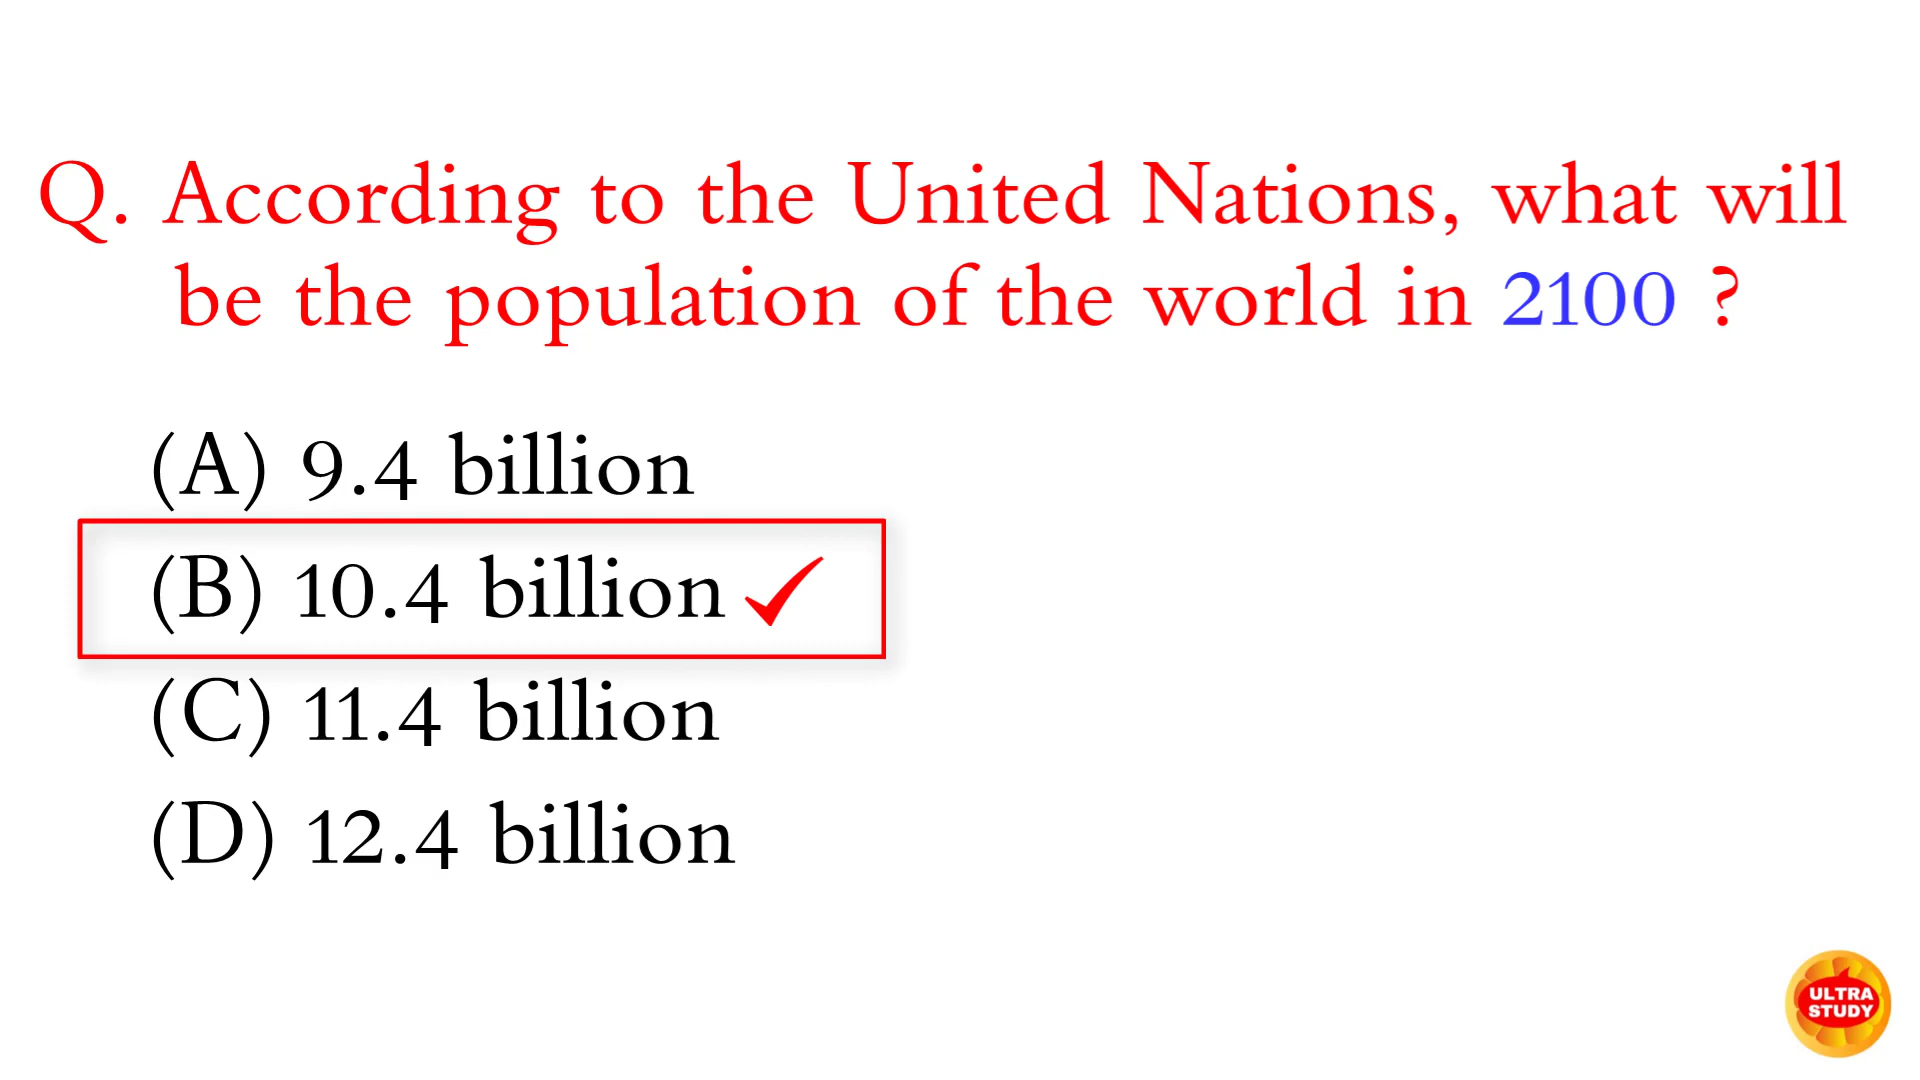 Q. According to the United Nations, what will
be the population of the world in 2100 ?
(A) 9.4 billion
(B) 10.4 billion
(C) 11.4 billion
(D) 12.4 billion
ULTRA
STUDY